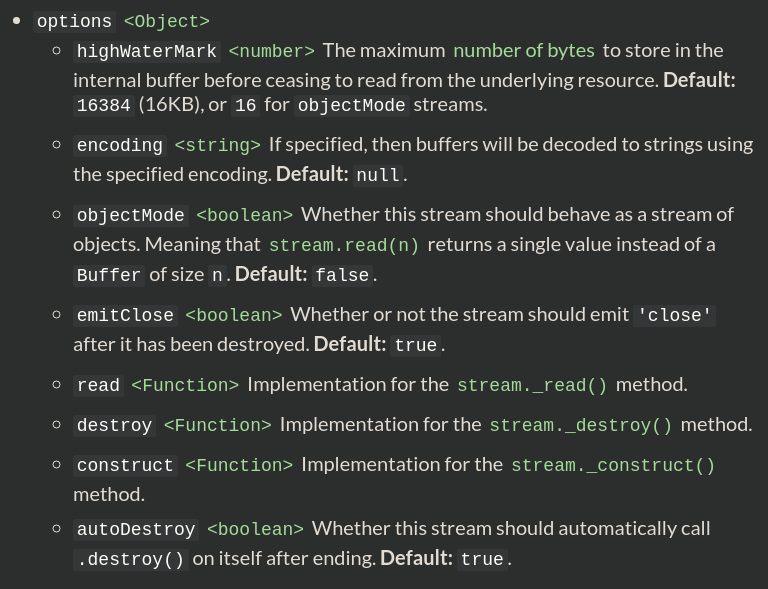 options <Object>
highWaterMark <number> The maximum number of bytes to store in the
internal buffer before ceasing to read from the underlying resource. Default:
16384 (16KB), or 16 for objectMode streams.
encoding <string> If specified, then buffers will be decoded to strings using
the specified encoding. Default: null.
objectMode <boolean> Whether this stream should behave as a stream of
objects. Meaning that stream.read(n) returns a single value instead of a
Buffer of size n. Default: false.
emitClose <boolean> Whether or not the stream should emit 'close'
after it has been destroyed. Default: true.
read <Function> Implementation for the stream._read() method.
destroy <Function> Implementation for the stream._destroy() method.
construct <Function> Implementation for the stream._construct()
method.
autoDestroy <boolean> Whether this stream should automatically call
.destroy() on itself after ending. Default: true.